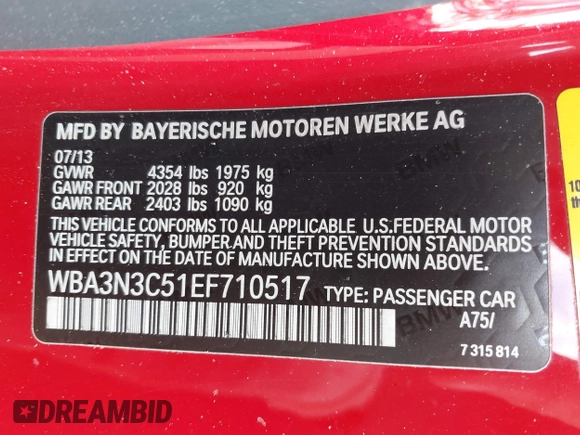 MFD BY BAYERISCHE MOTOREN WERKE AG
07/13
GVWR 4354 lbs 1975 kg
GAWR FRONT 2028 lbs 920 kg
GAWR REAR 2403 lbs 1090 kg
THIS VEHICLE CONFORMS TO ALL APPLICABLE U.S.FEDERAL MOTOR
VEHICLE SAFETY, BUMPER,AND THEFT PREVENTION STANDARDS
IN EFFECT ON THE DATE OF MANUFACTURE SHOWN ABOVE.
WBA3N3C51EF710517 TYPE: PASSENGER CAR
A75/
7 315 814
10
th
DREAMBID